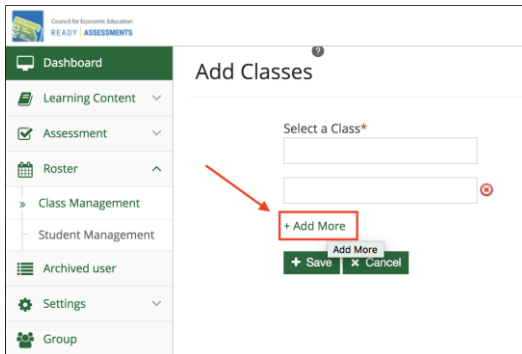 Council for Economic Education
READY ASSESSMENTS
Dashboard
Learning Content
Assessment
Roster
» Class Management
Student Management
Archived user
Settings
Group
Add Classes ?
Select a Class*
+ Add More
Add More
+ Save
× Cancel